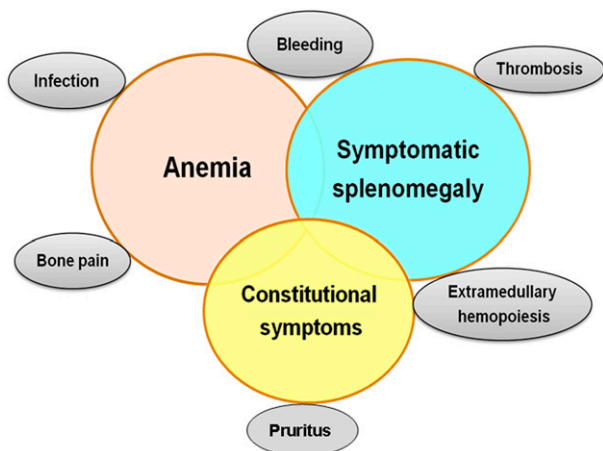 Bleeding
Infection
Thrombosis
Anemia
Symptomatic
splenomegaly
Bone pain
Constitutional
symptoms
Extramedullary
hemopoiesis
Pruritus